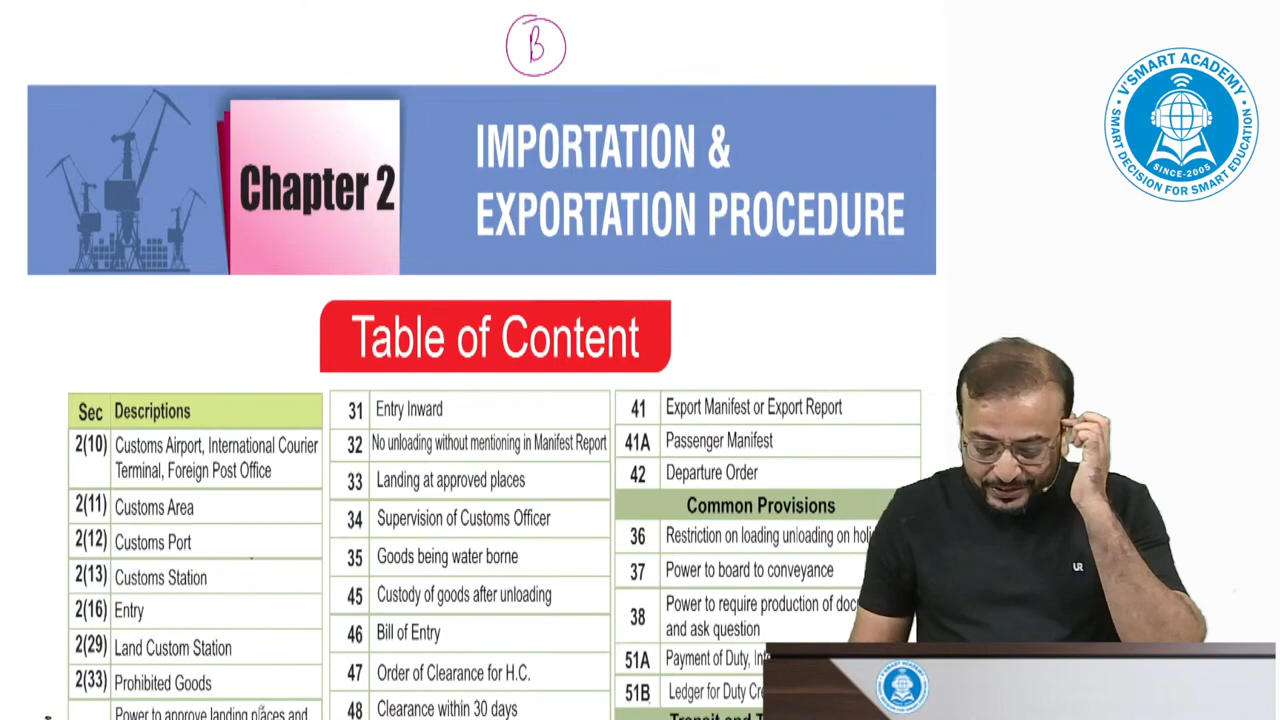 B
V'SMART ACADEMY
SMART DECISION FOR SMART EDUCATION
SINCE-2005
Chapter 2
IMPORTATION &
EXPORTATION PROCEDURE
Table of Content
Sec Descriptions
2(10) Customs Airport, International Courier
Terminal, Foreign Post Office
2(11) Customs Area
2(12) Customs Port
2(13) Customs Station
2(16) Entry
2(29) Land Custom Station
2(33) Prohibited Goods
Power to approve landing places and
31 Entry Inward
32 No unloading without mentioning in Manifest Report
33 Landing at approved places
34 Supervision of Customs Officer
35 Goods being water borne
45 Custody of goods after unloading
46 Bill of Entry
47 Order of Clearance for H.C.
48 Clearance within 30 days
41 Export Manifest or Export Report
41A Passenger Manifest
42 Departure Order
Common Provisions
36 Restriction on loading unloading on holi
37 Power to board to conveyance
38 Power to require production of doc
and ask question
51A Payment of Duty, Int
51B Ledger for Duty Cre
Transit and T
UR